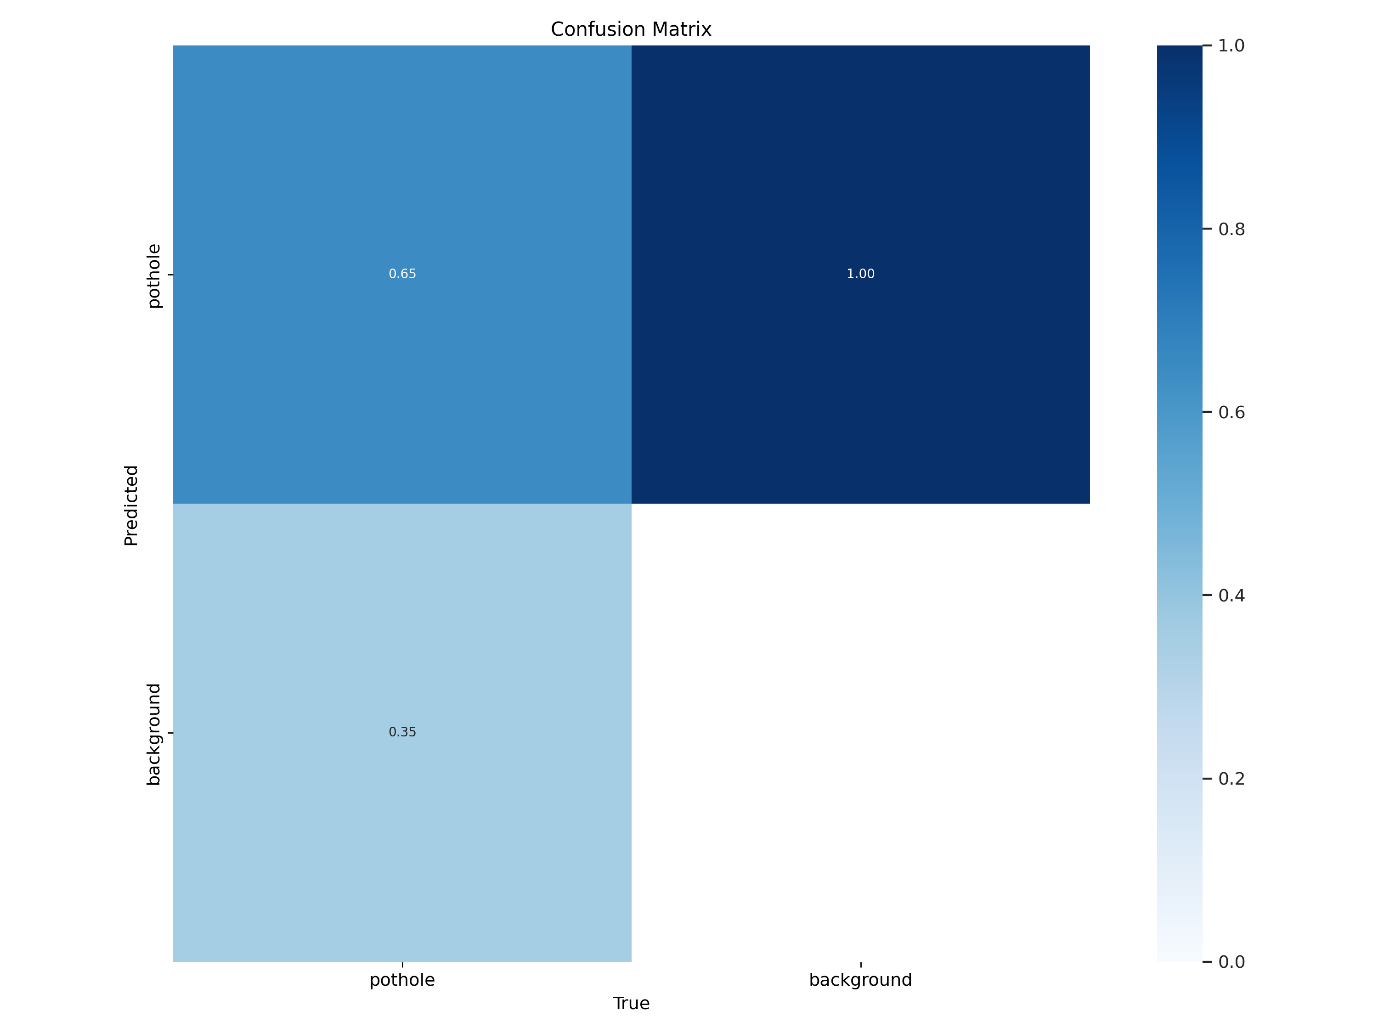 Confusion Matrix
1.0
0.8
0.6
0.4
0.2
0.0
Predicted
pothole
background
0.65
1.00
0.35
pothole
background
True